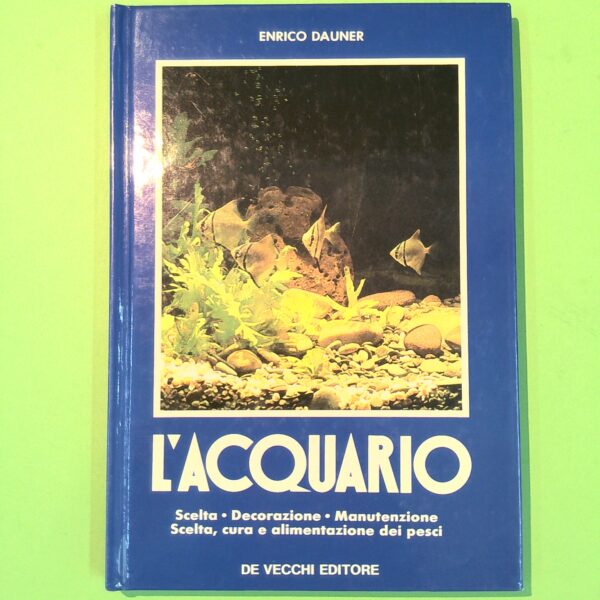 ENRICO DAUNER
L'ACQUARIO
Scelta • Decorazione • Manutenzione
Scelta, cura e alimentazione dei pesci
DE VECCHI EDITORE